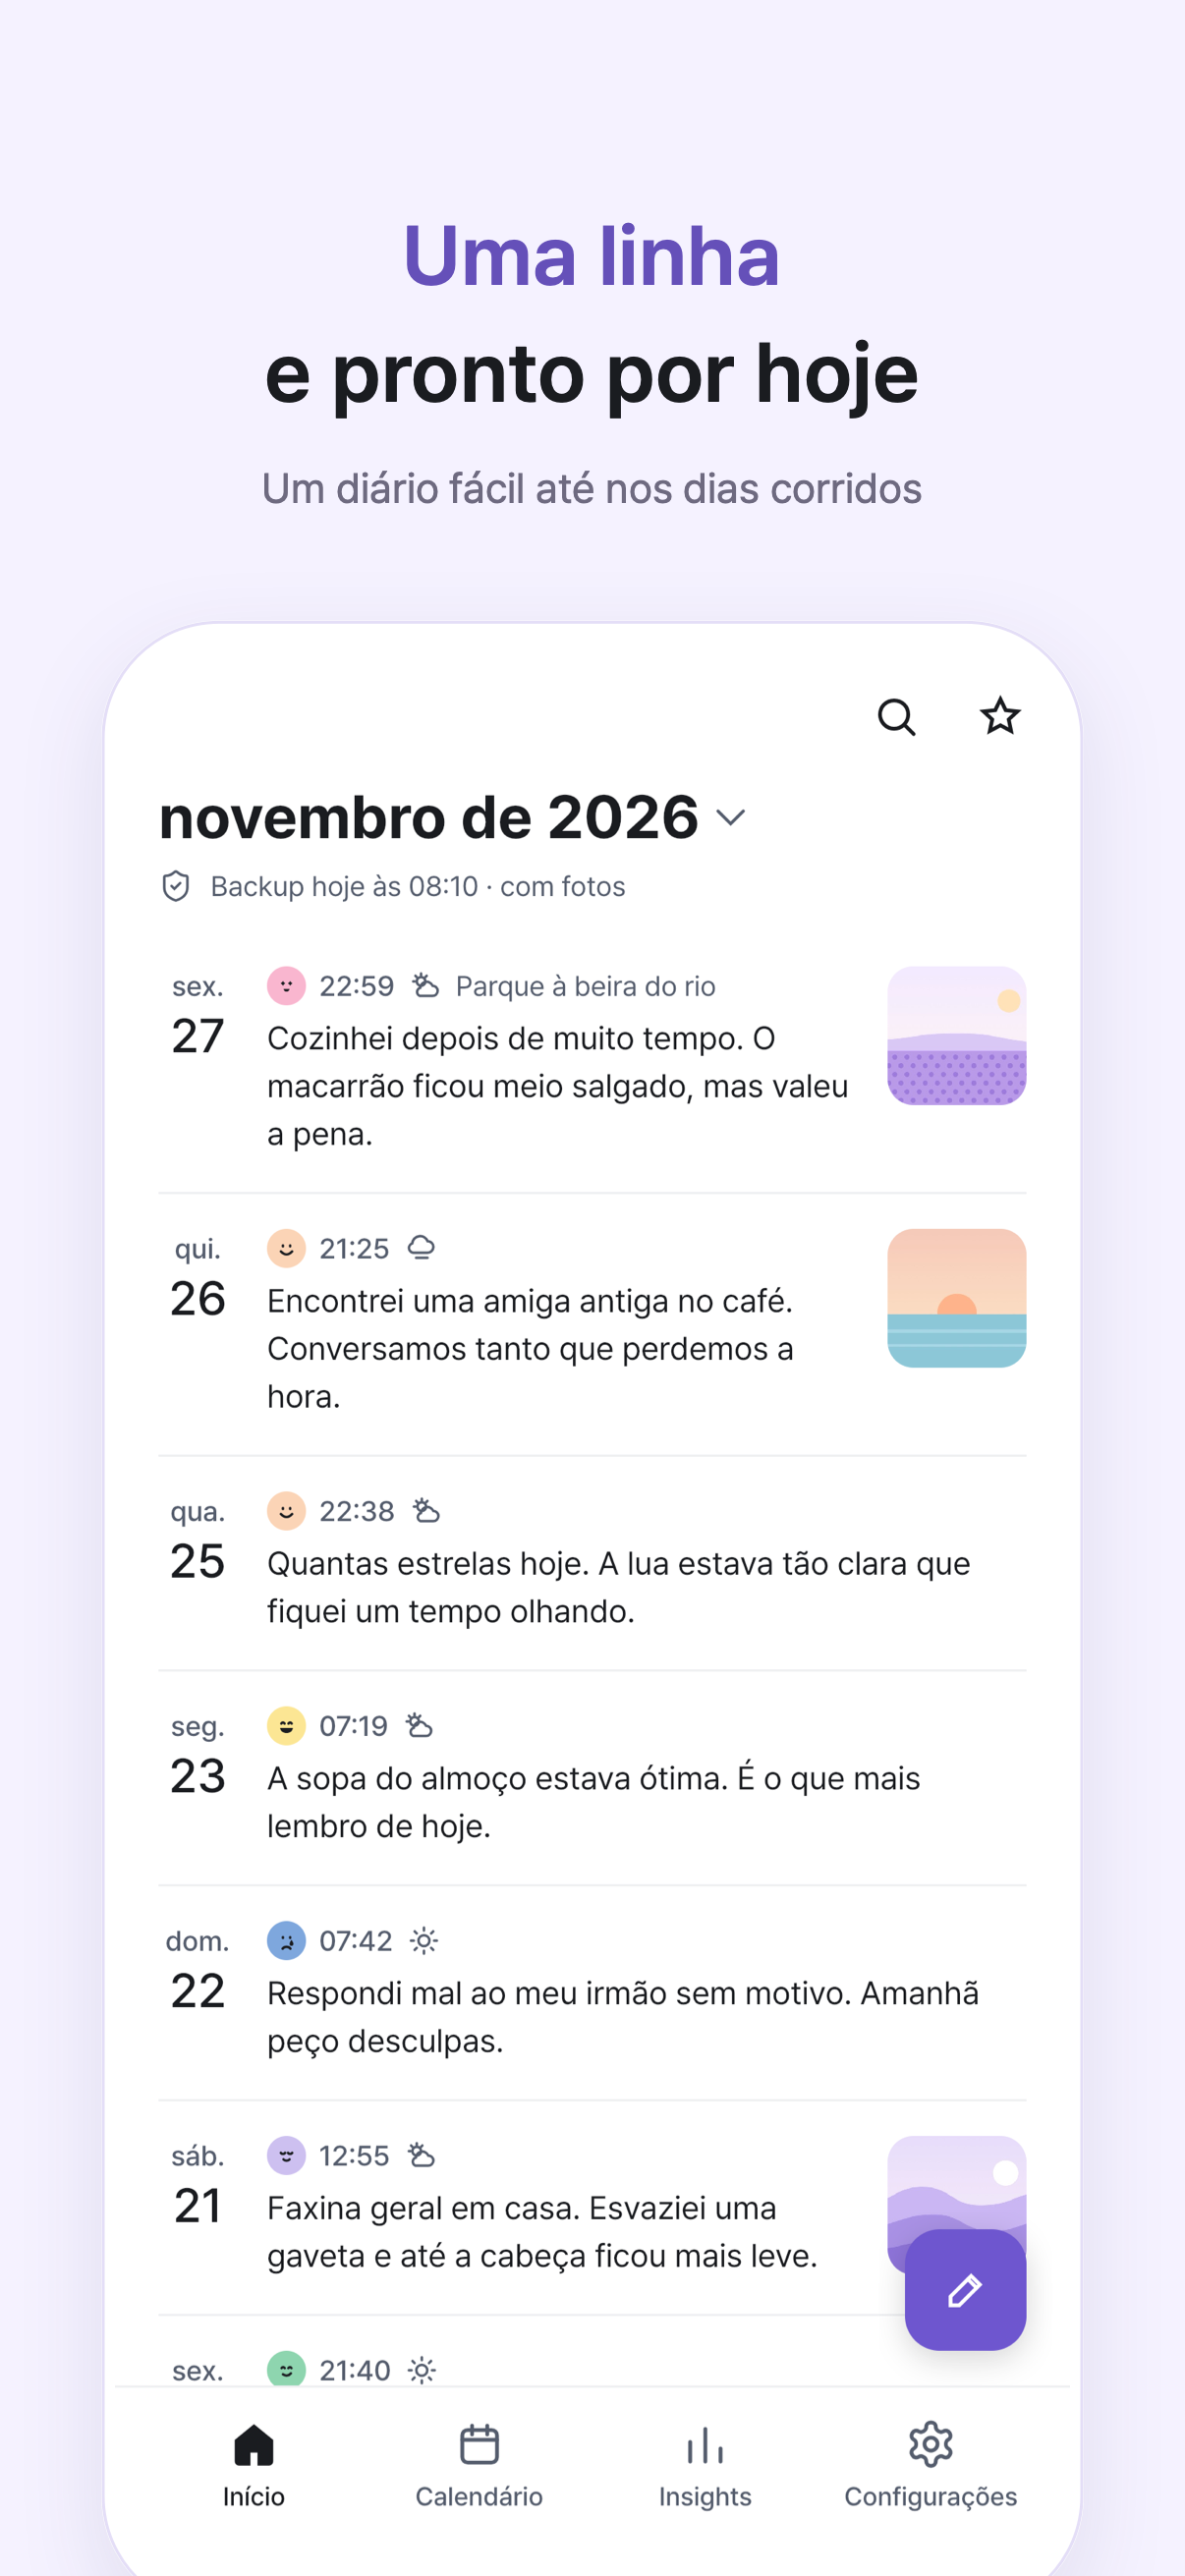 Uma linha
e pronto por hoje
Um diário fácil até nos dias corridos
novembro de 2026
Backup hoje às 08:10 · com fotos
sex.
27
22:59 Parque à beira do rio
Cozinhei depois de muito tempo. O
macarrão ficou meio salgado, mas valeu
a pena.
qui.
26
21:25
Encontrei uma amiga antiga no café.
Conversamos tanto que perdemos a
hora.
qua.
25
22:38
Quantas estrelas hoje. A lua estava tão clara que
fiquei um tempo olhando.
seg.
23
07:19
A sopa do almoço estava ótima. É o que mais
lembro de hoje.
dom.
22
07:42
Respondi mal ao meu irmão sem motivo. Amanhã
peço desculpas.
sáb.
21
12:55
Faxina geral em casa. Esvaziei uma
gaveta e até a cabeça ficou mais leve.
sex.
21:40
Início
Calendário
Insights
Configurações